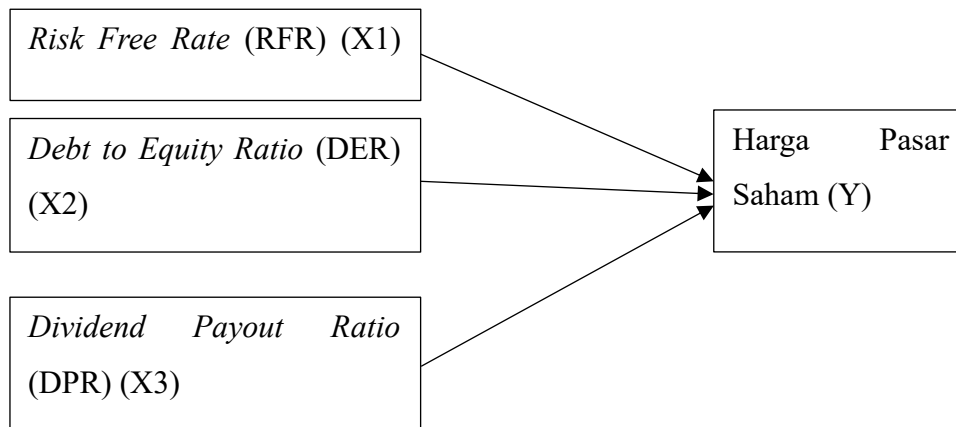 Risk Free Rate (RFR) (X1)
Debt to Equity Ratio (DER)
(X2)
Dividend Payout Ratio
(DPR) (X3)
Harga Pasar
Saham (Y)